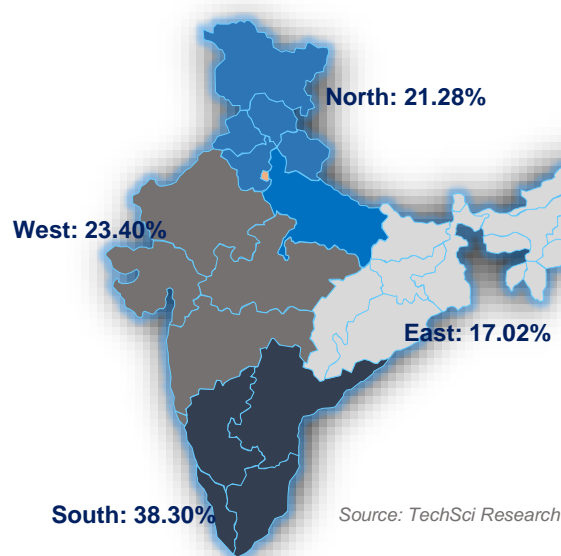 North: 21.28%
West: 23.40%
East: 17.02%
South: 38.30%
Source: TechSci Research